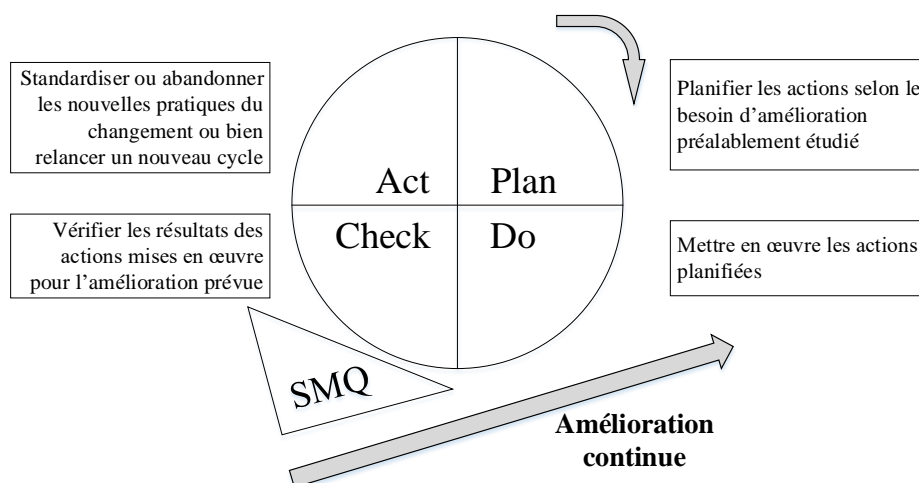 Standardiser ou abandonner
les nouvelles pratiques du
changement ou bien
relancer un nouveau cycle
Planifier les actions selon le
besoin d’amélioration
préalablement étudié
Act
Plan
Check
Do
Vérifier les résultats des
actions mises en œuvre
pour l’amélioration prévue
Mettre en œuvre les actions
planifiées
SMQ
Amélioration
continue